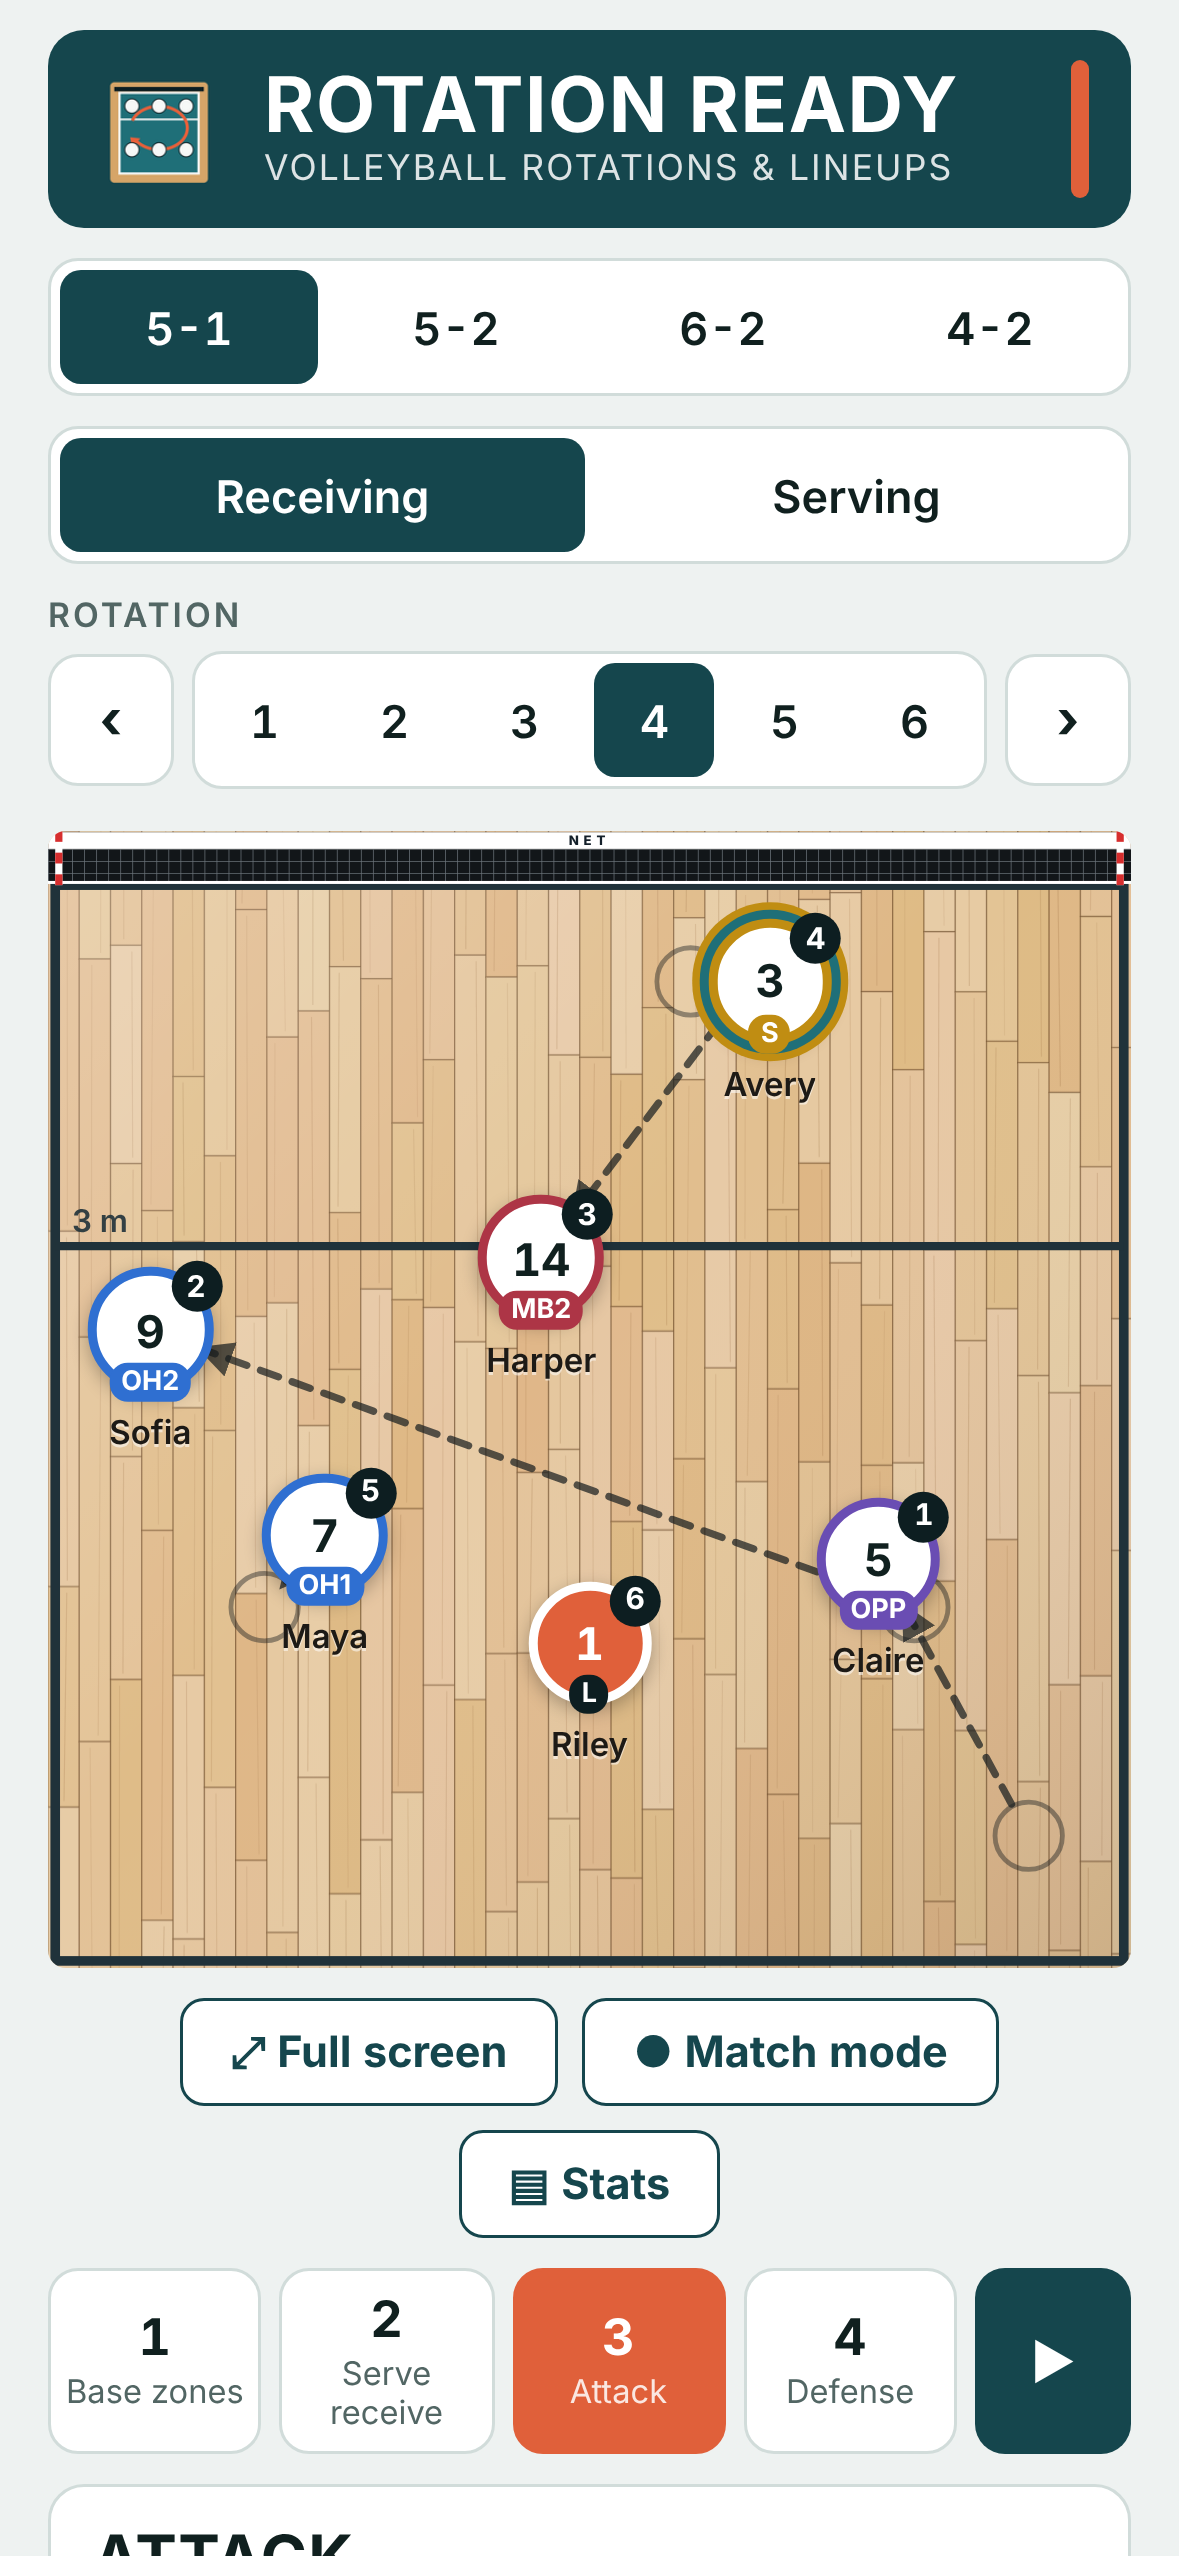 ROTATION READY
VOLLEYBALL ROTATIONS & LINEUPS
5-1 5-2 6-2 4-2
Receiving Serving
ROTATION
‹ 1 2 3 4 5 6 ›
NET
4
3
S
Avery
3 m
3
14
MB2
Harper
2
9
OH2
Sofia
5
7
OH1
Maya
1
5
OPP
Claire
6
1
L
Riley
Full screen Match mode
Stats
1 2 3 4
Base zones Serve receive Attack Defense
ATTACK